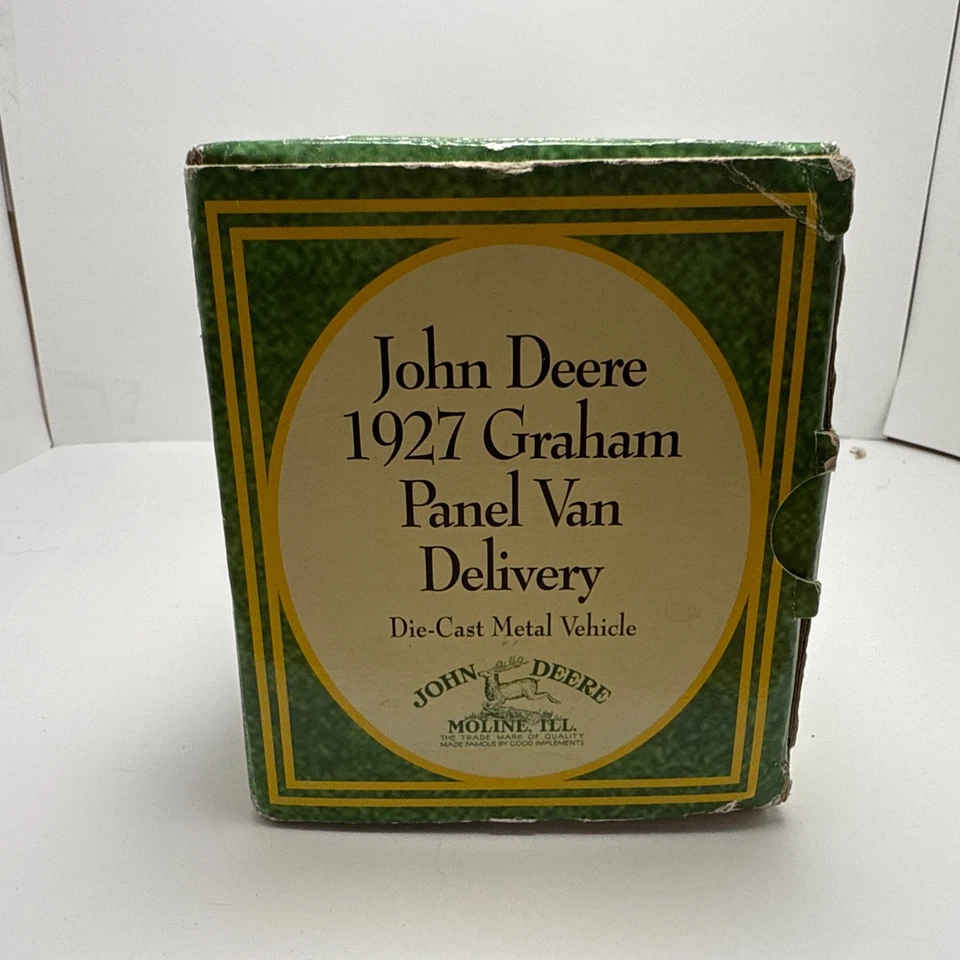 John Deere
1927 Graham
Panel Van
Delivery
Die-Cast Metal Vehicle
JOHN DEERE
MOLINE, ILL.
THE TRADE MARK OF QUALITY
MADE FAMOUS BY GOOD IMPLEMENTS